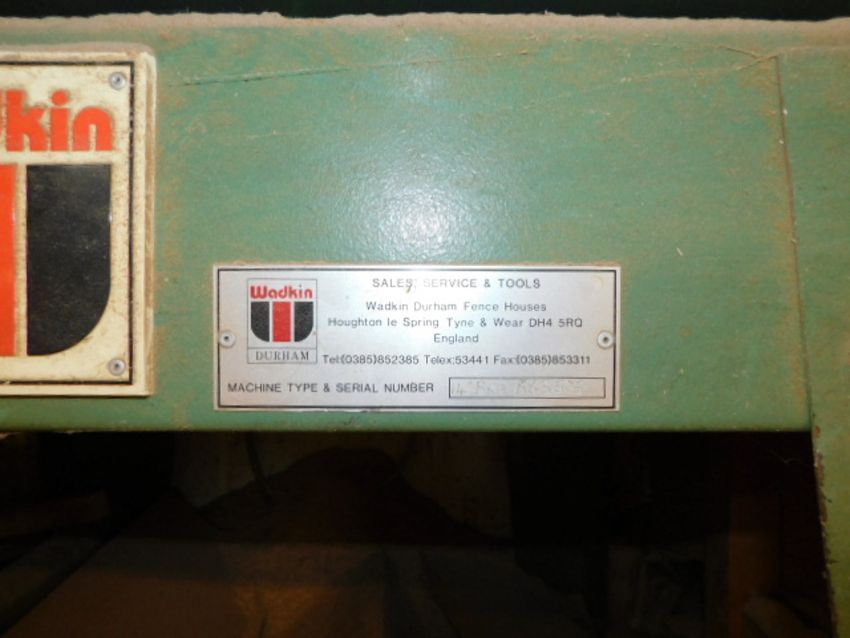 kin
SALES, SERVICE & TOOLS
Wadkin
DURHAM
Wadkin Durham Fence Houses
Houghton le Spring Tyne & Wear DH4 5RQ
England
Tel:(0385)852385 Telex:53441 Fax:(0385)853311
MACHINE TYPE & SERIAL NUMBER